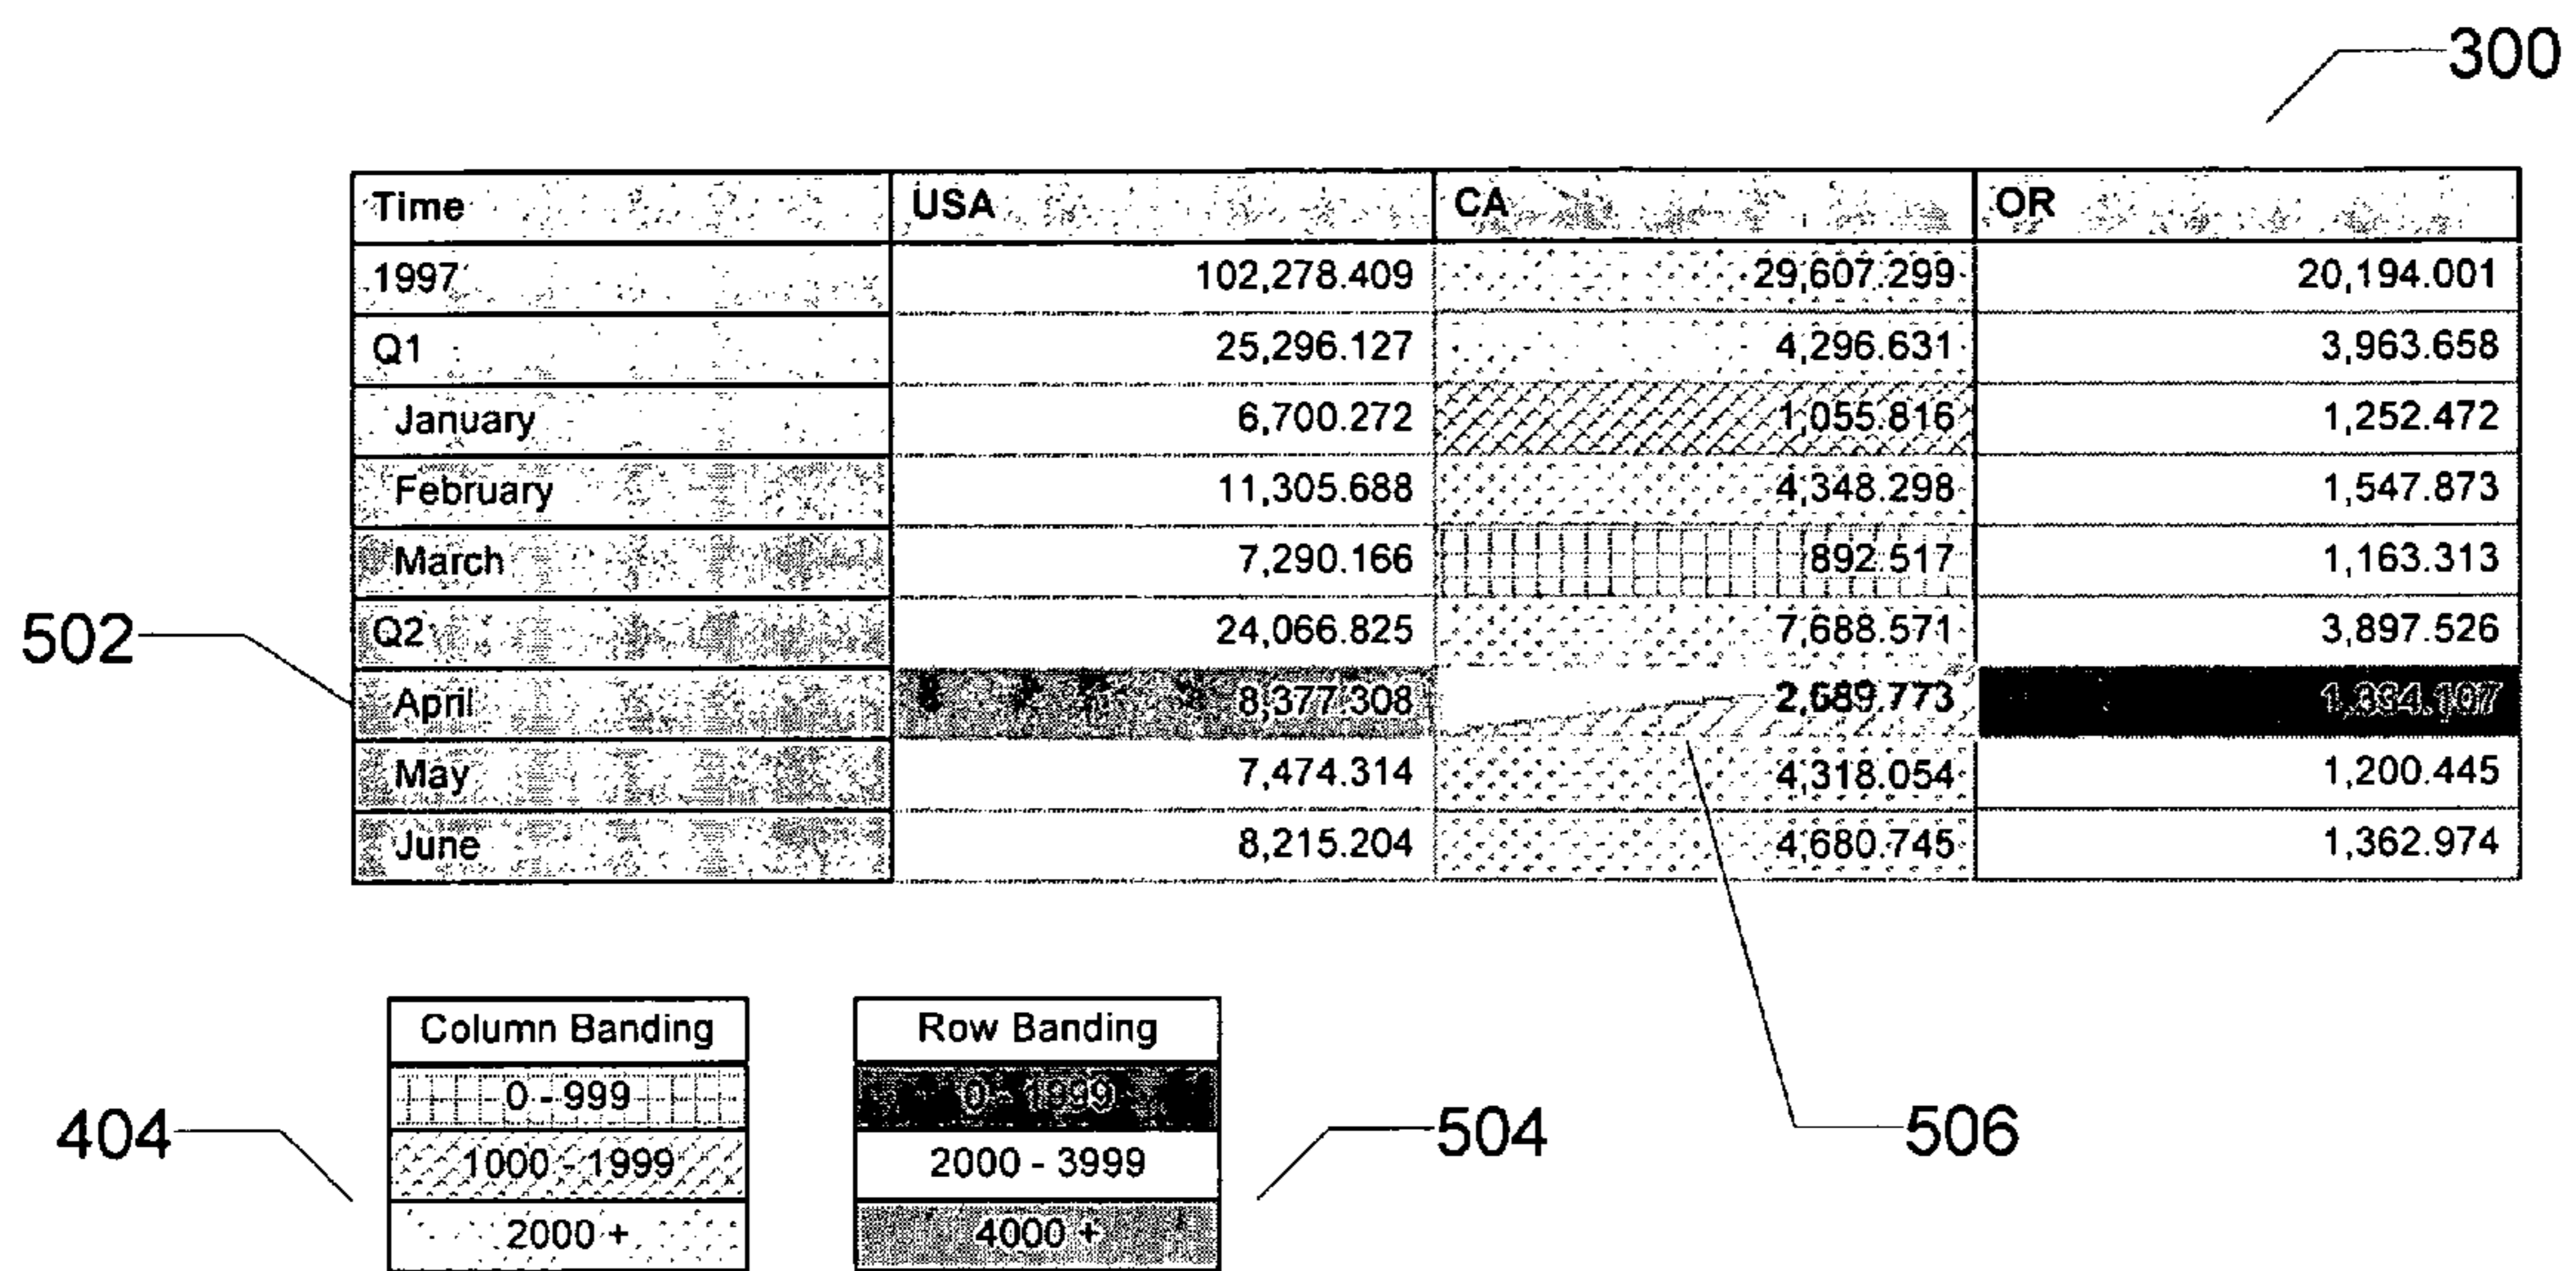 300
Time USA CA OR
1997 102,278.409 29,607.299 20,194.001
Q1 25,296.127 4,296.631 3,963.658
January 6,700.272 1,055.816 1,252.472
February 11,305.688 4,348.298 1,547.873
March 7,290.166 892.517 1,163.313
502 Q2 24,066.825 7,688.571 3,897.526
April 8,377.308 2,689.773 1,334.107
May 7,474.314 4,318.054 1,200.445
June 8,215.204 4,680.745 1,362.974
Column Banding Row Banding
0 - 999 0 - 1999
404 1000 - 1999 2000 - 3999 504 506
2000 + 4000 +